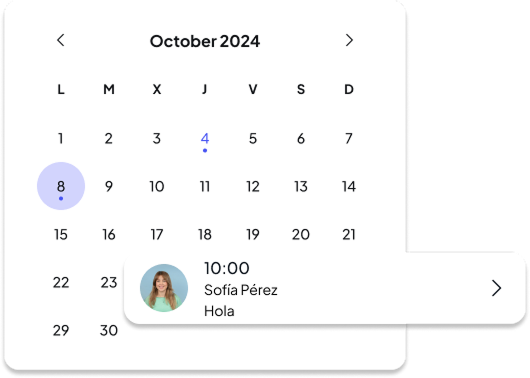 October 2024
L M X J V S D
1 2 3 4 5 6 7
8 9 10 11 12 13 14
15 16 17 18 19 20 21
22 23
10:00
Sofía Pérez
Hola
29 30